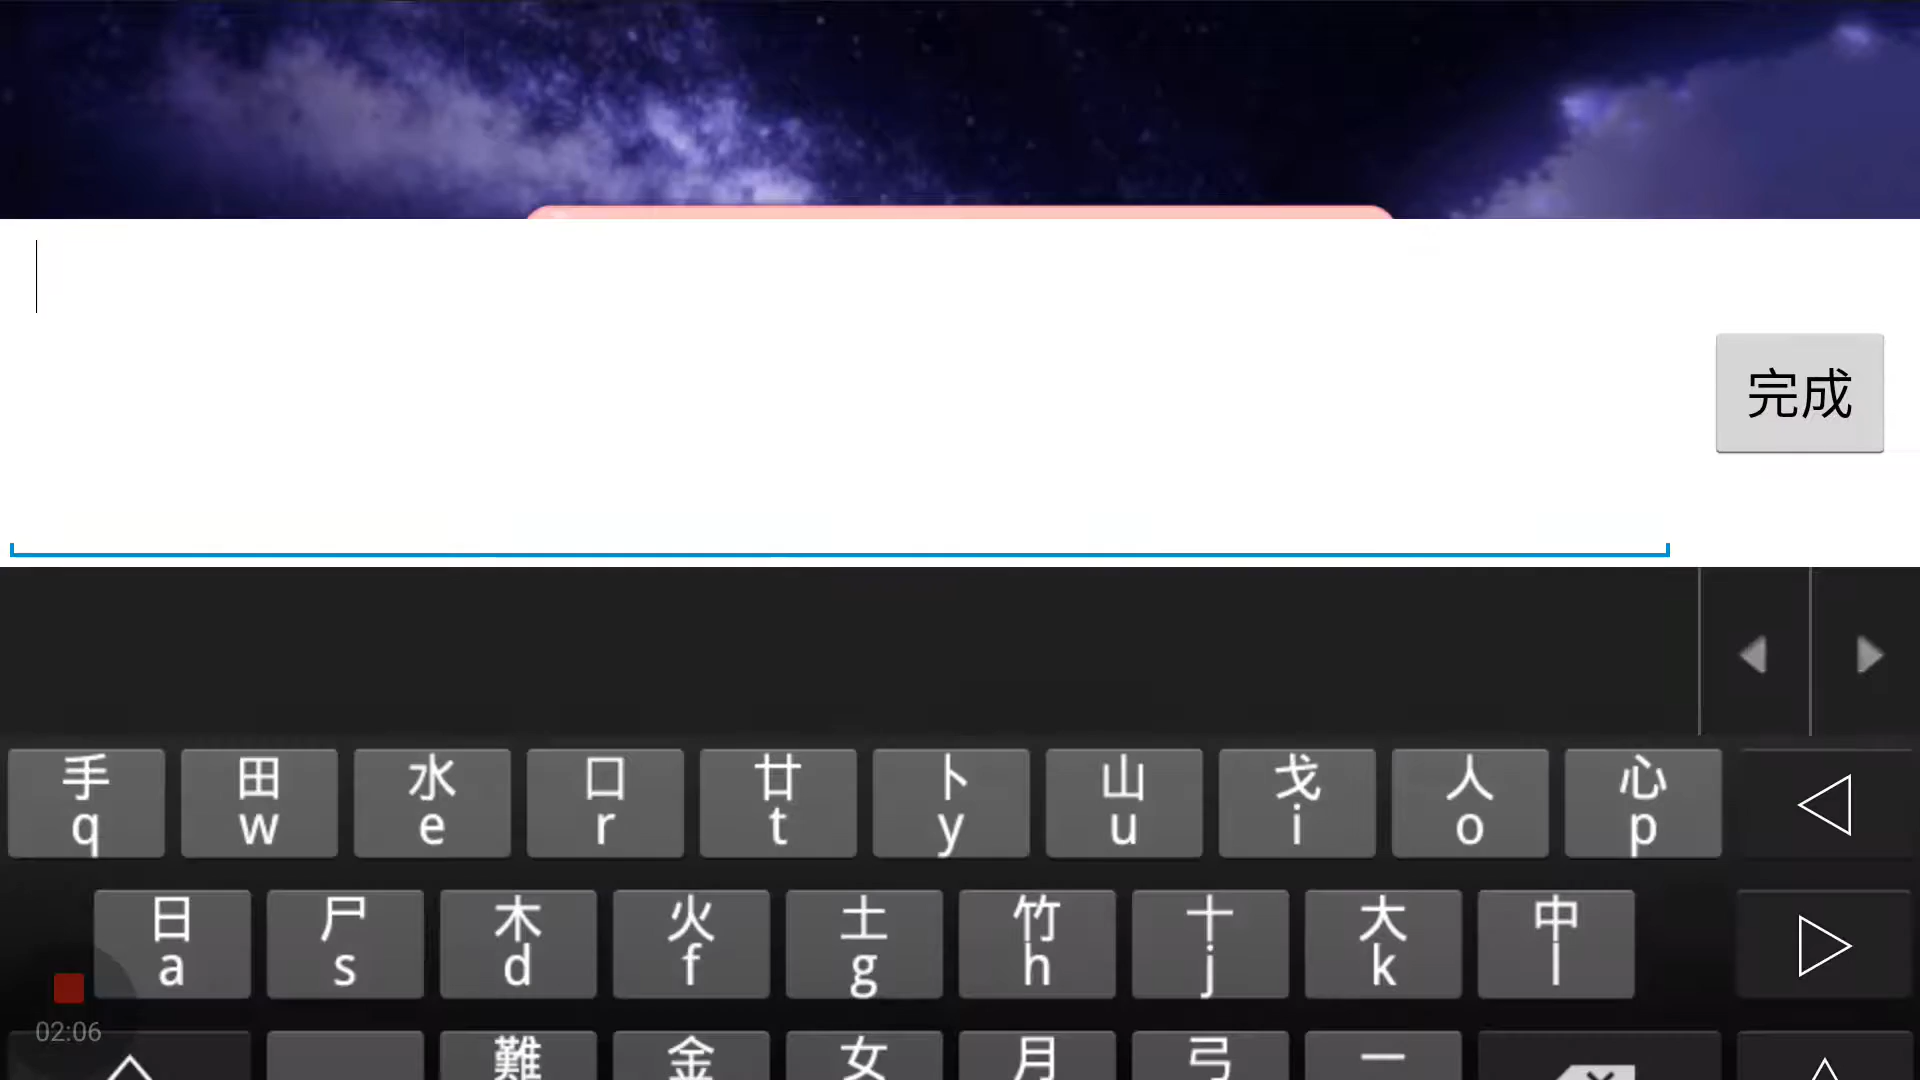 完成
手 田 水 口 廿 卜 山 戈 人 心
q w e r t y u i o p
日 尸 木 火 土 竹 十 大 中
a s d f g h j k l
02:06
難 金 女 月 弓 一